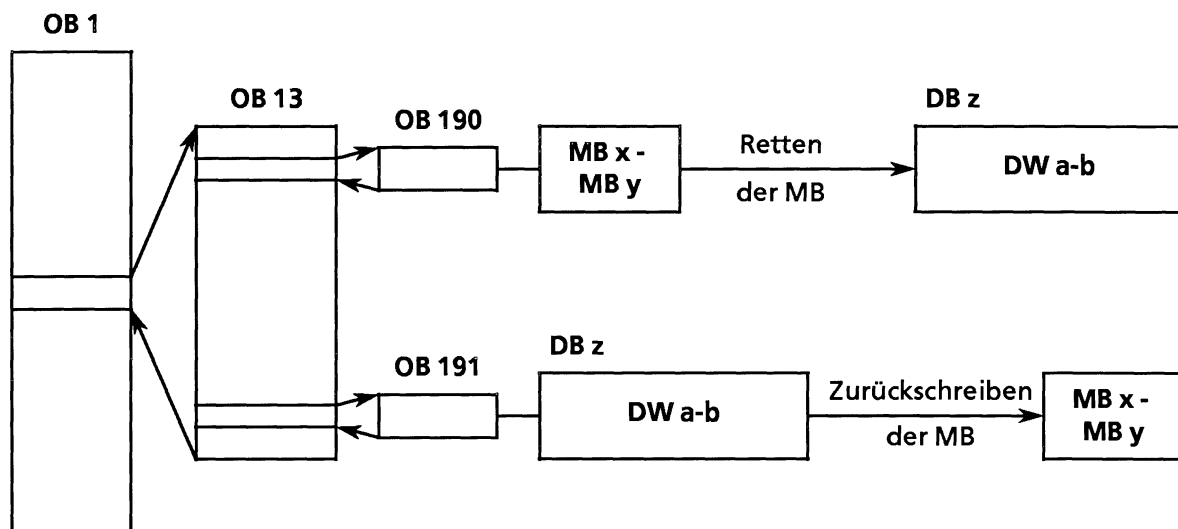 OB 1
OB 13
OB 190
MB x -
MB y
Retten
der MB
DB z
DW a-b
OB 191
DB z
DW a-b
Zurückschreiben
der MB
MB x -
MB y